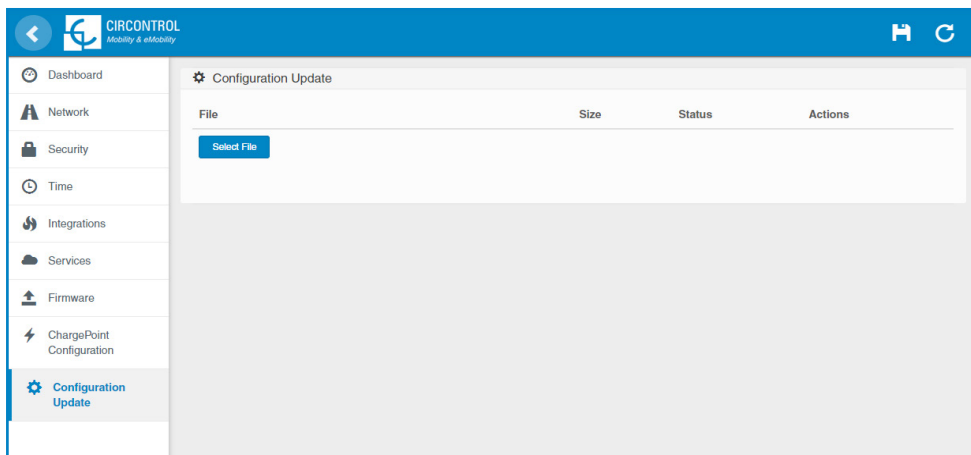 CIRCONTROL
Mobility & eMobility
Dashboard
Network
Security
Time
Integrations
Services
Firmware
ChargePoint
Configuration
Configuration
Update
Configuration Update
File Size Status Actions
Select File